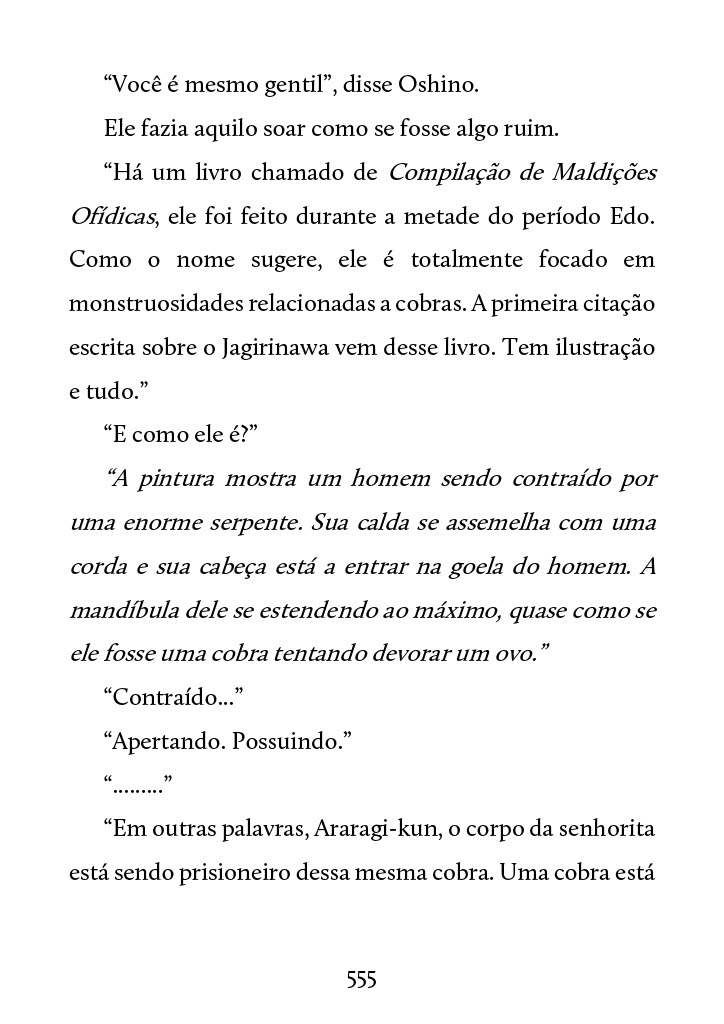 “Você é mesmo gentil”, disse Oshino.
Ele fazia aquilo soar como se fosse algo ruim.
“Há um livro chamado de Compilação de Maldições
Ofídicas, ele foi feito durante a metade do período Edo.
Como o nome sugere, ele é totalmente focado em
monstruosidades relacionadas a cobras. A primeira citação
escrita sobre o Jagirinawa vem desse livro. Tem ilustração
e tudo.”
“E como ele é?”
“A pintura mostra um homem sendo contraído por
uma enorme serpente. Sua calda se assemelha com uma
corda e sua cabeça está a entrar na goela do homem. A
mandíbula dele se estendendo ao máximo, quase como se
ele fosse uma cobra tentando devorar um ovo.”
“Contraído...”
“Apertando. Possuindo.”
“.........”
“Em outras palavras, Araragi-kun, o corpo da senhorita
está sendo prisioneiro dessa mesma cobra. Uma cobra está
555